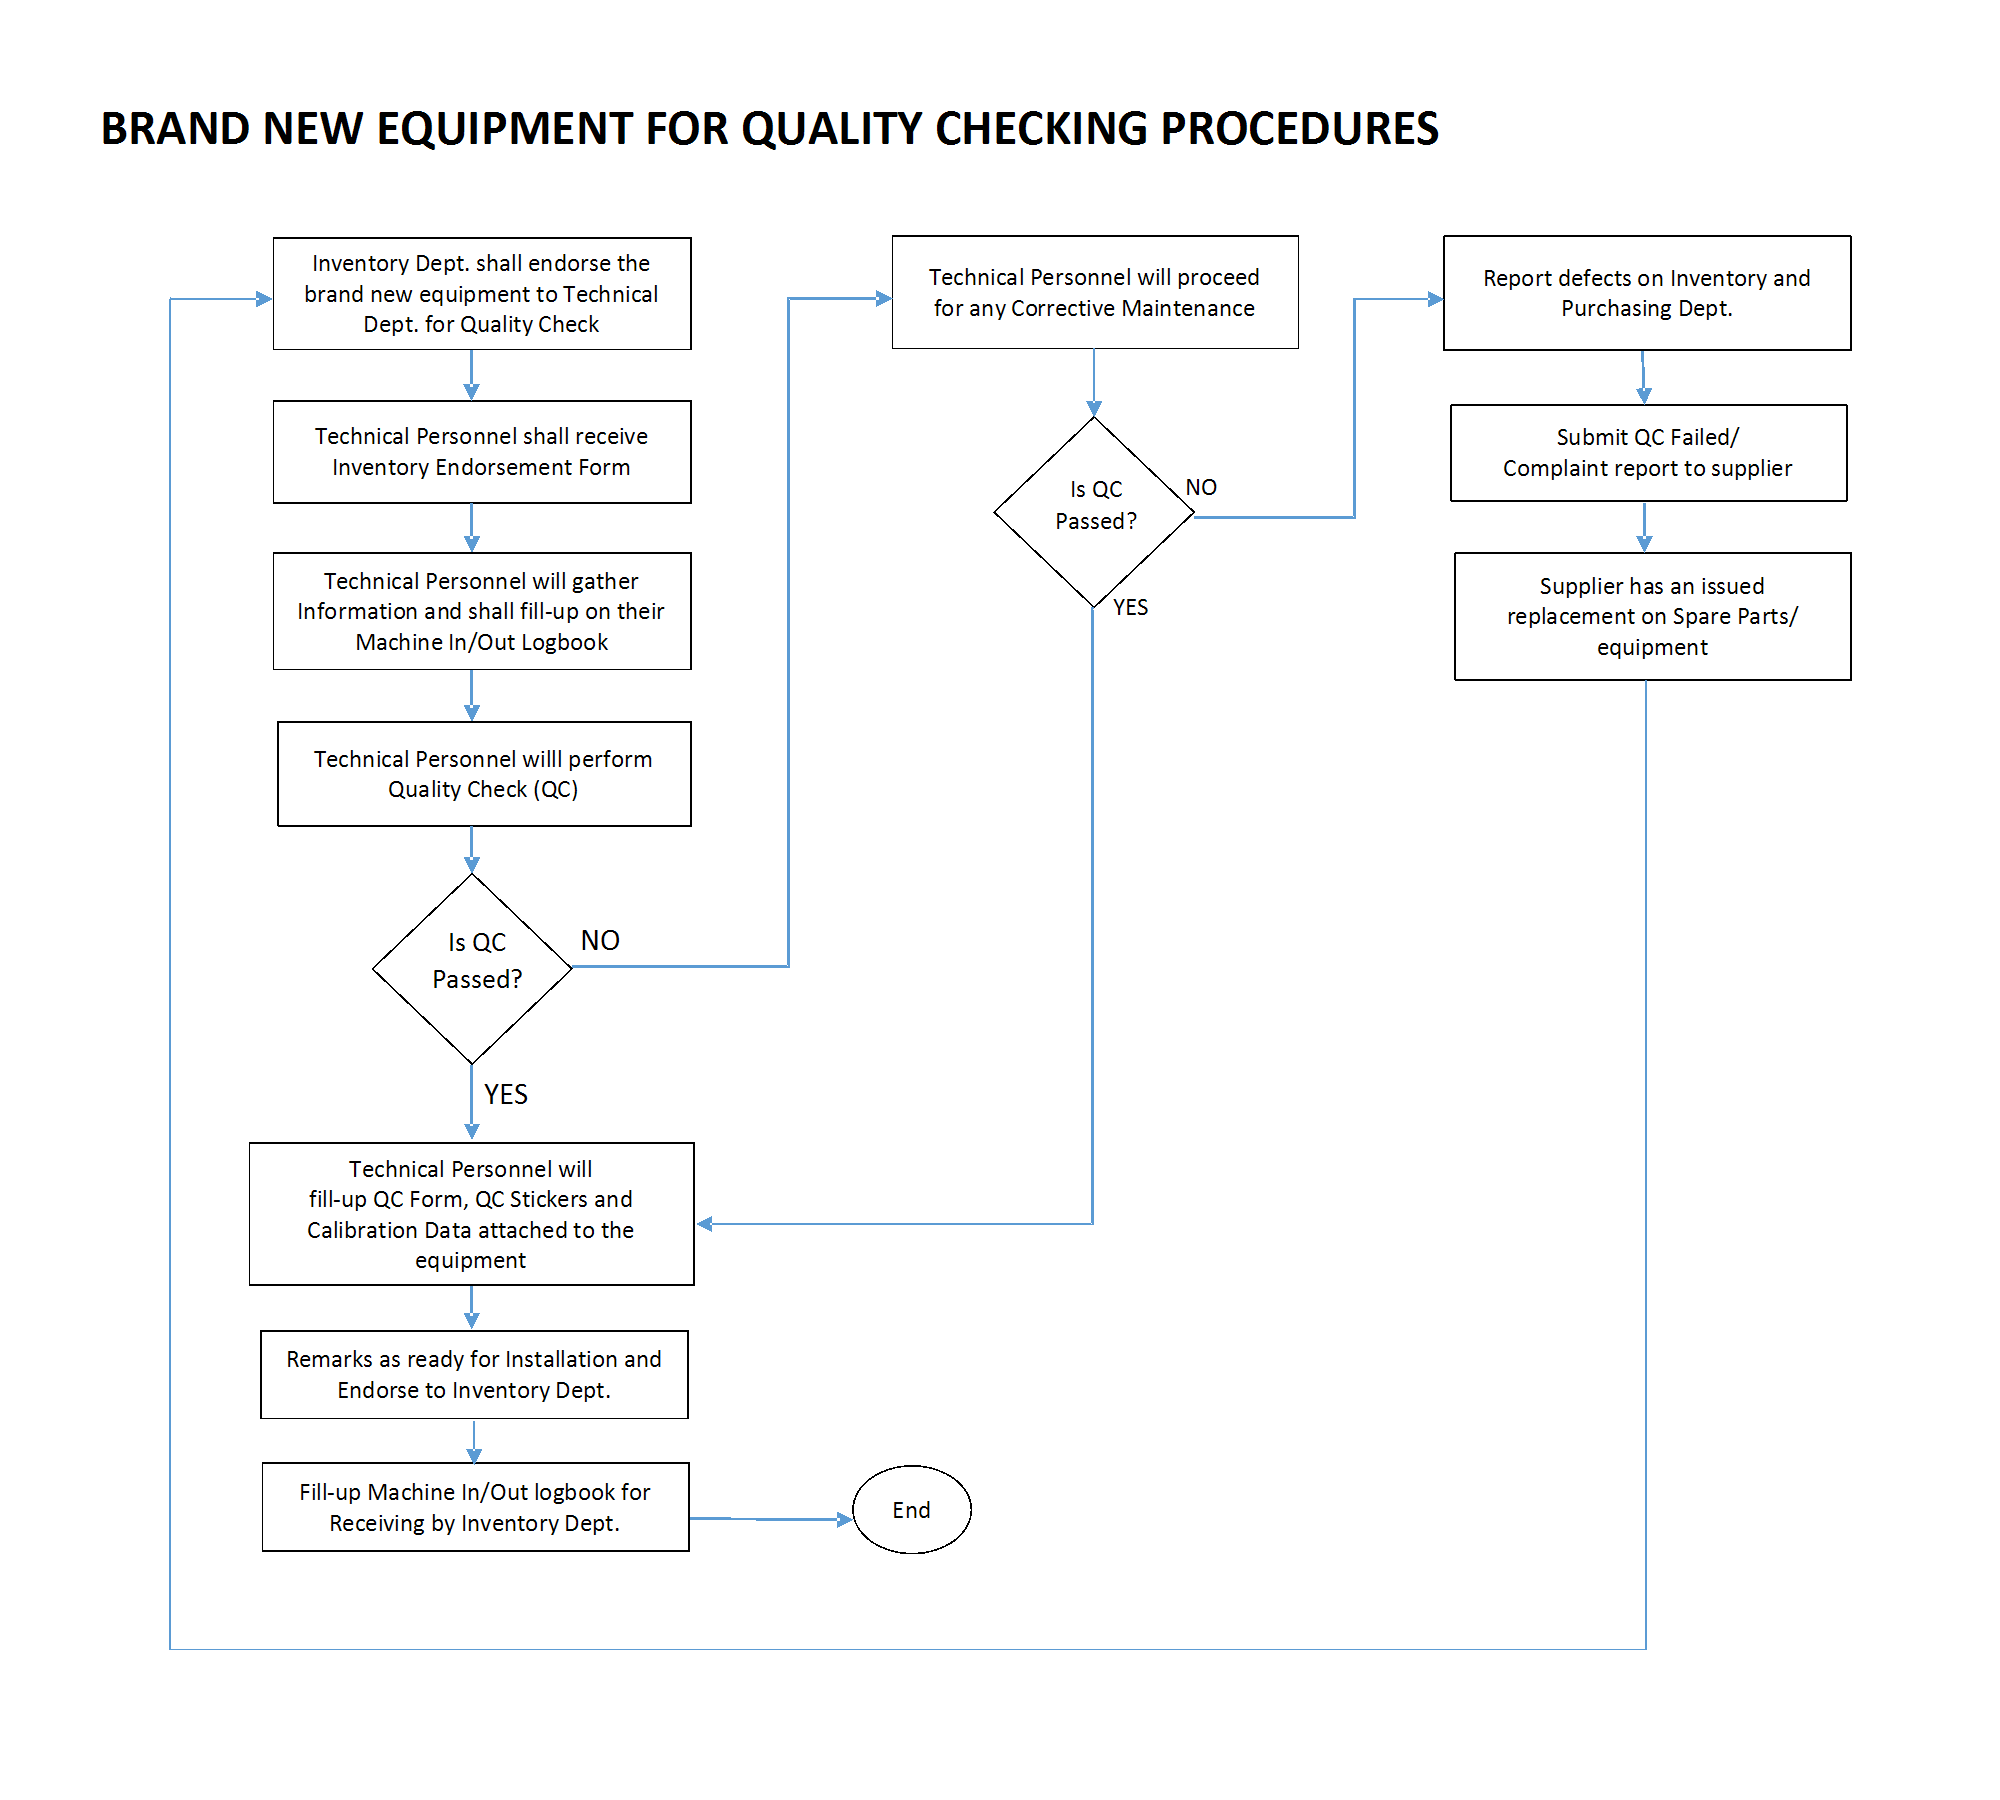 BRAND NEW EQUIPMENT FOR QUALITY CHECKING PROCEDURES
Inventory Dept. shall endorse the
brand new equipment to Technical
Dept. for Quality Check
Technical Personnel shall receive
Inventory Endorsement Form
Technical Personnel will gather
Information and shall fill-up on their
Machine In/Out Logbook
Technical Personnel willl perform
Quality Check (QC)
Is QC
Passed?
NO
YES
Technical Personnel will
fill-up QC Form, QC Stickers and
Calibration Data attached to the
equipment
Remarks as ready for Installation and
Endorse to Inventory Dept.
Fill-up Machine In/Out logbook for
Receiving by Inventory Dept.
End
Technical Personnel will proceed
for any Corrective Maintenance
Is QC
Passed?
NO
YES
Report defects on Inventory and
Purchasing Dept.
Submit QC Failed/
Complaint report to supplier
Supplier has an issued
replacement on Spare Parts/
equipment